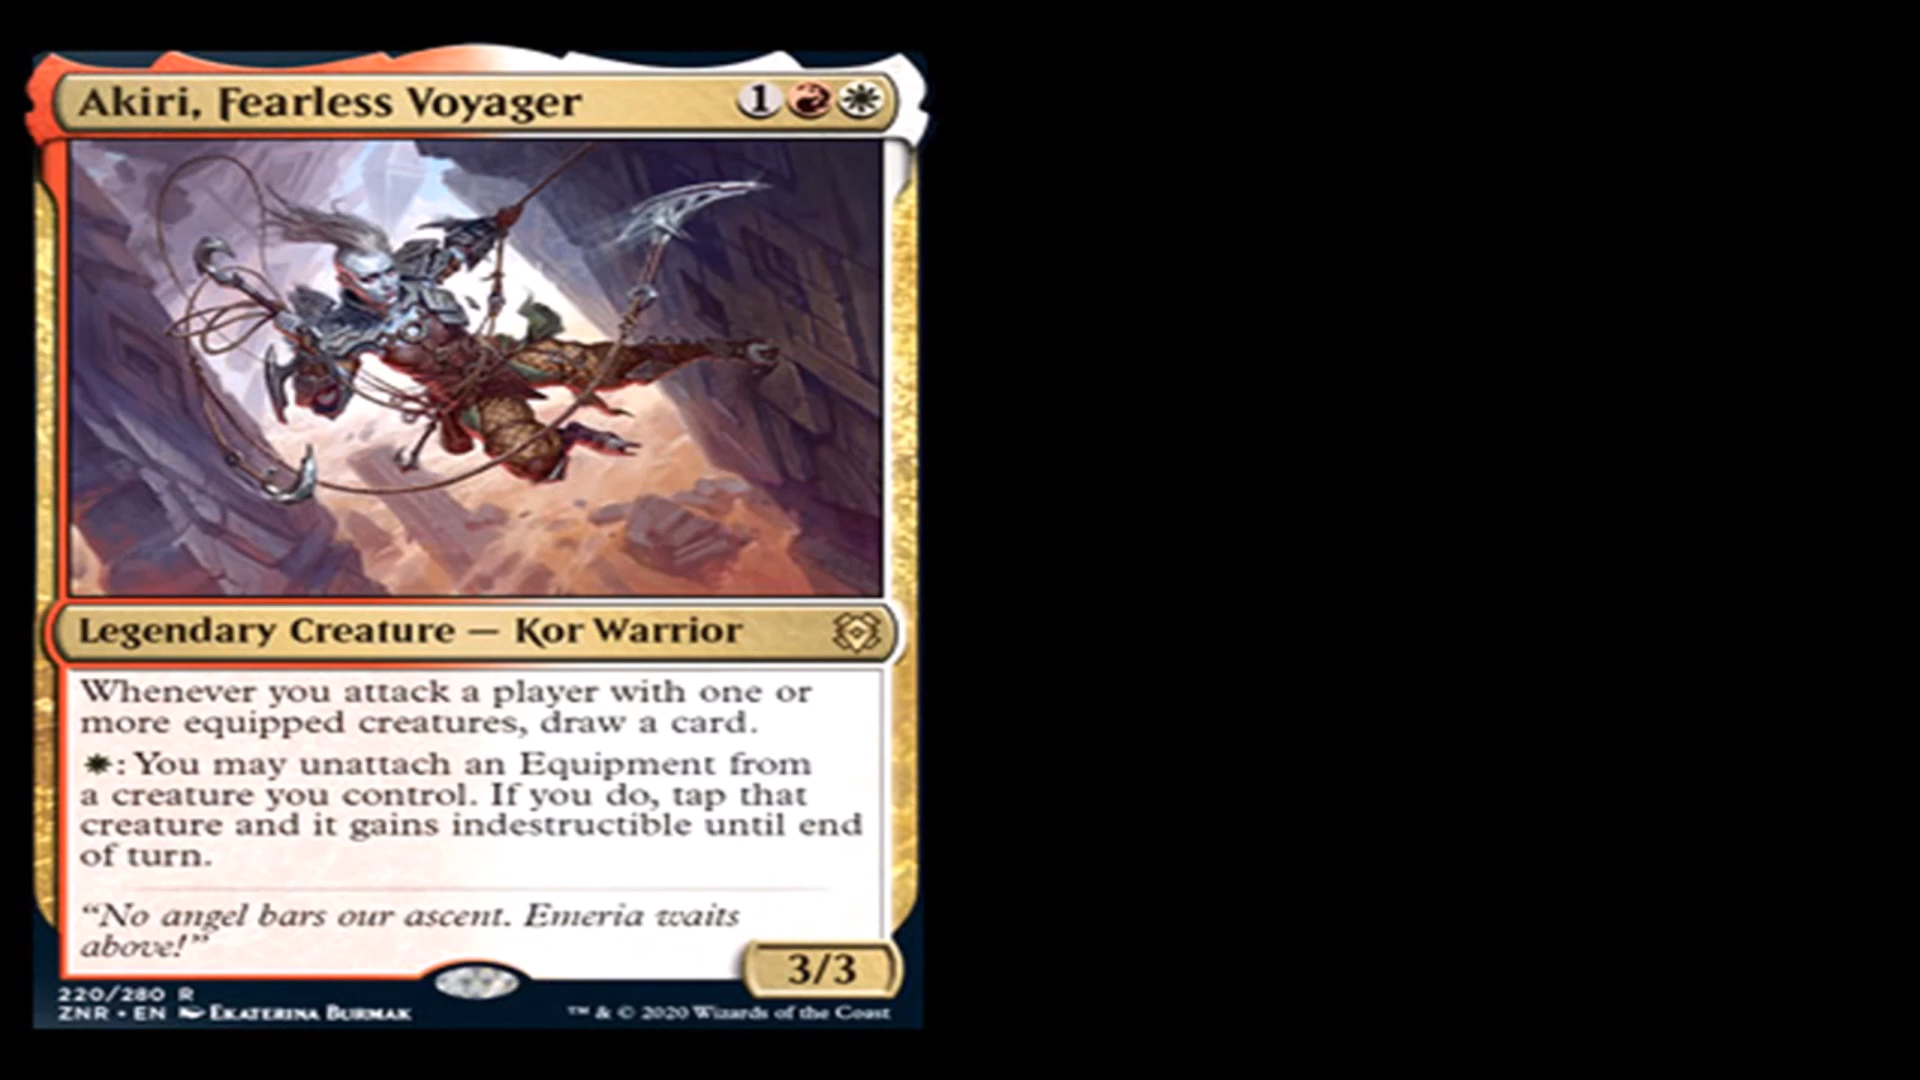 Akiri, Fearless Voyager 1
Legendary Creature — Kor Warrior
Whenever you attack a player with one or
more equipped creatures, draw a card.
: You may unattach an Equipment from
a creature you control. If you do, tap that
creature and it gains indestructible until end
of turn.
“No angel bars our ascent. Emeria waits
above!”
3/3
220/280 R
ZNR • EN Ekaterina Burmak
™ & © 2020 Wizards of the Coast